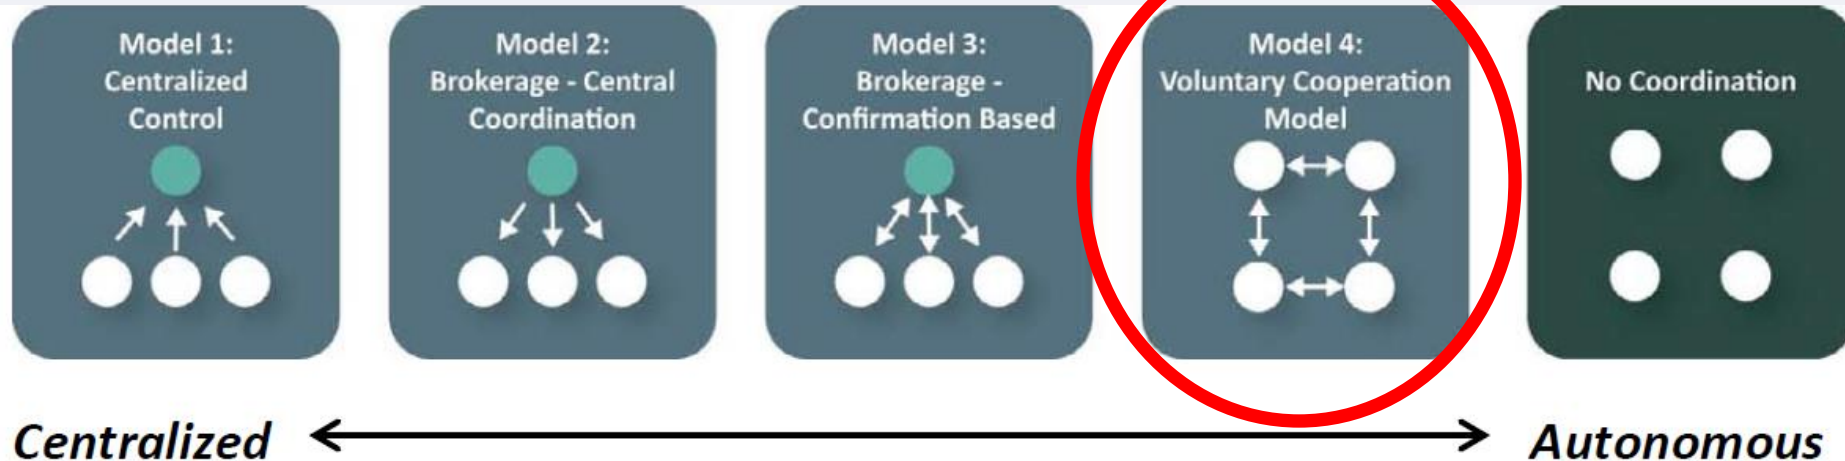 Model 1:
Centralized
Control
Model 2:
Brokerage - Central
Coordination
Model 3:
Brokerage -
Confirmation Based
Model 4:
Voluntary Cooperation
Model
No Coordination
Centralized
Autonomous